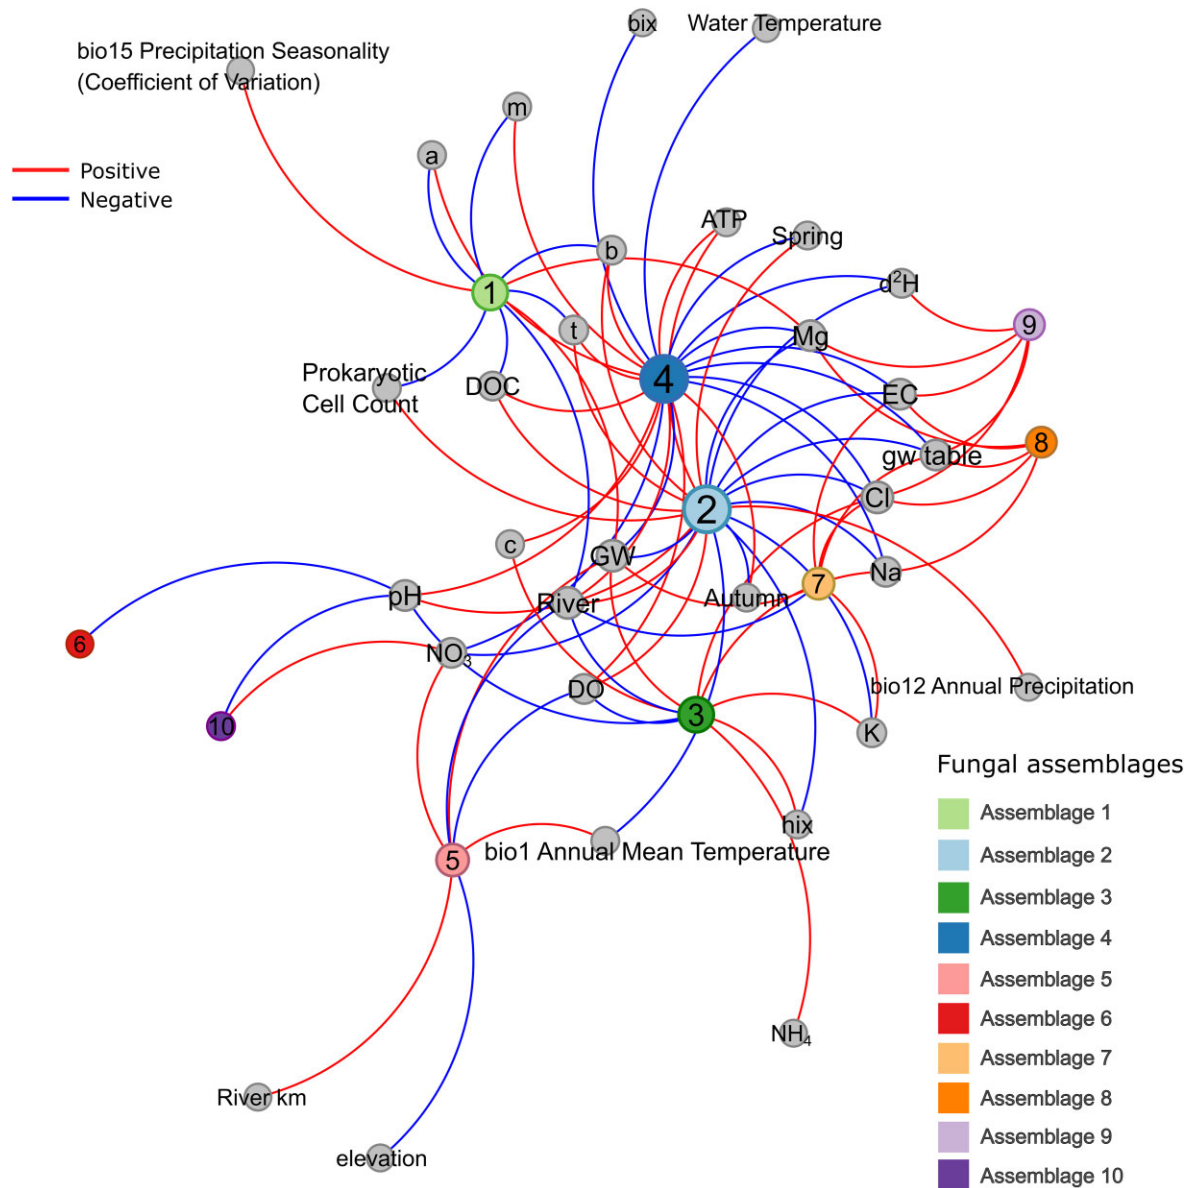 bix
Water Temperature
bio15 Precipitation Seasonality
(Coefficient of Variation)
m
a
Positive
Negative
ATP
Spring
b
d²H
1
9
t
Mg
4
Prokaryotic
Cell Count
DOC
EC
8
gw table
Cl
2
c
GW
Na
7
pH
River
Autumn
6
NO₃
DO
bio12 Annual Precipitation
3
10
K
hix
bio1 Annual Mean Temperature
5
NH₄
River km
elevation
Fungal assemblages
Assemblage 1
Assemblage 2
Assemblage 3
Assemblage 4
Assemblage 5
Assemblage 6
Assemblage 7
Assemblage 8
Assemblage 9
Assemblage 10